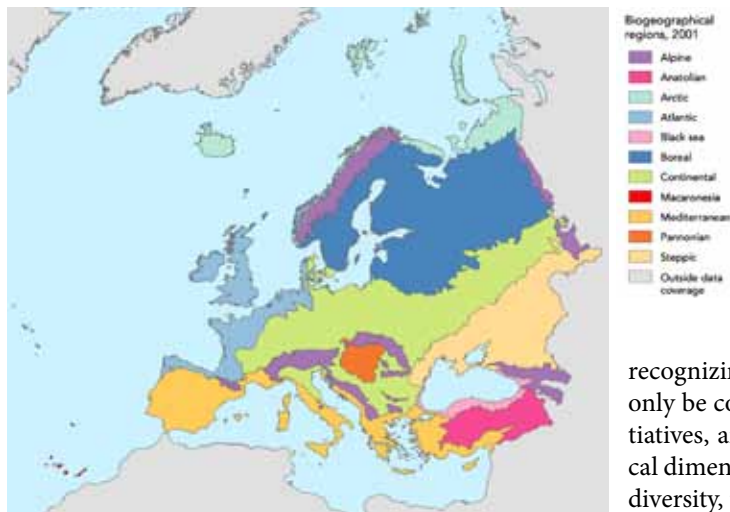 Biogeographical
regions, 2001
Alpine
Anatolian
Arctic
Atlantic
Black sea
Boreal
Continental
Macaronesia
Mediterranean
Pannonian
Steppic
Outside data
coverage
recognizin
only be co
tiatives, a
cal dimen
diversity,